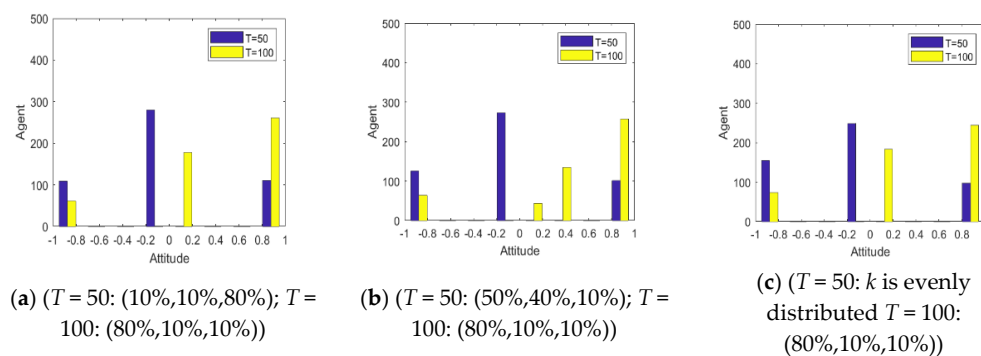 500
400
300
200
100
0
Agent
T=50
T=100
-1 -0.8 -0.6 -0.4 -0.2 0 0.2 0.4 0.6 0.8 1
Attitude
(a) (T = 50: (10%,10%,80%); T =
100: (80%,10%,10%))
500
400
300
200
100
0
Agent
T=50
T=100
-1 -0.8 -0.6 -0.4 -0.2 0 0.2 0.4 0.6 0.8 1
Attitude
(b) (T = 50: (50%,40%,10%); T =
100: (80%,10%,10%))
500
400
300
200
100
0
Agent
T=50
T=100
-1 -0.8 -0.6 -0.4 -0.2 0 0.2 0.4 0.6 0.8 1
Attitude
(c) (T = 50: k is evenly
distributed T = 100:
(80%,10%,10%))